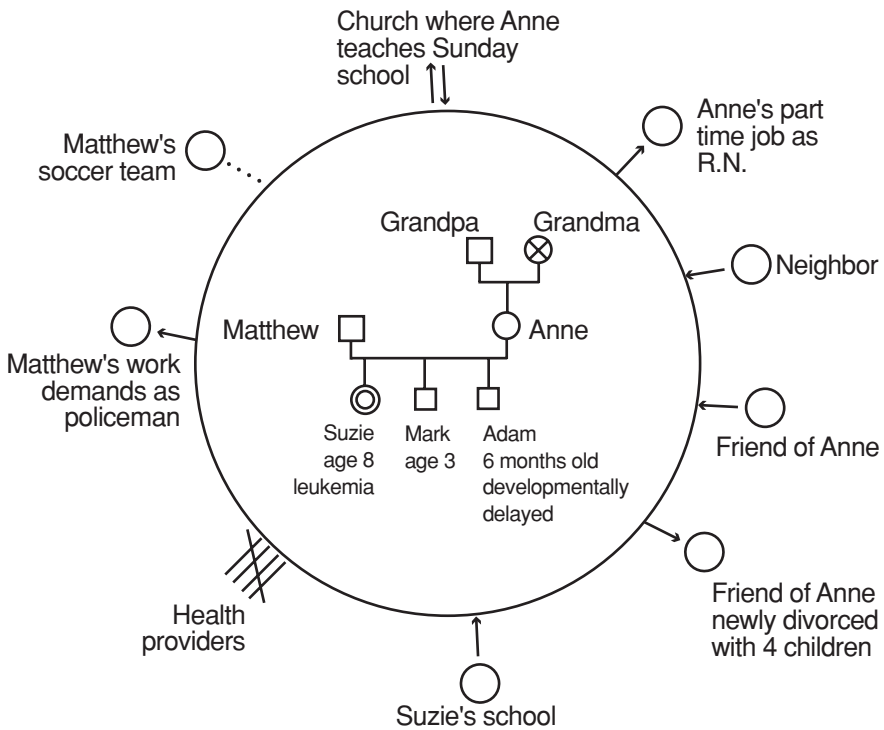 Church where Anne
teaches Sunday
school
Anne's part
time job as
R.N.
Matthew's
soccer team
Grandpa
Grandma
Neighbor
Matthew
Anne
Matthew's work
demands as
policeman
Suzie
age 8
leukemia
Mark
age 3
Adam
6 months old
developmentally
delayed
Friend of Anne
Friend of Anne
newly divorced
with 4 children
Health
providers
Suzie's school